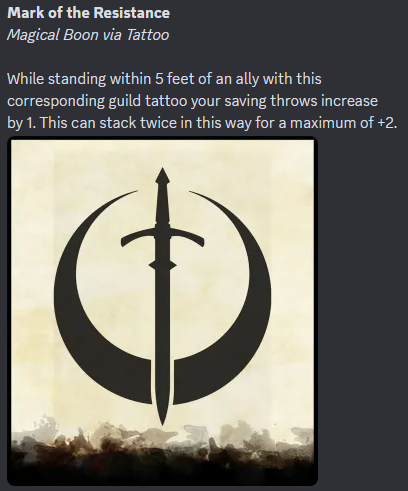 Mark of the Resistance
Magical Boon via Tattoo
While standing within 5 feet of an ally with this
corresponding guild tattoo your saving throws increase
by 1. This can stack twice in this way for a maximum of +2.